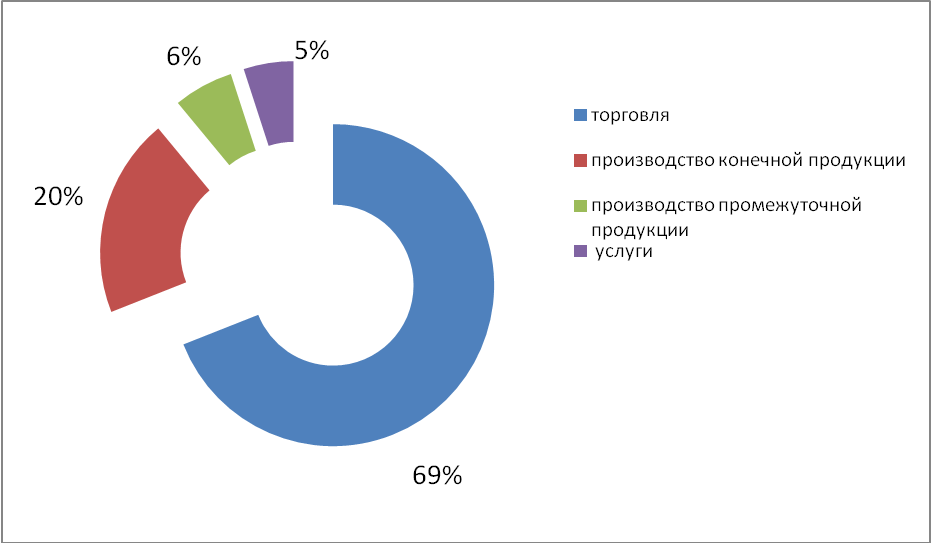 5%
6%
20%
69%
торговля
производство конечной продукции
производство промежуточной
продукции
услуги